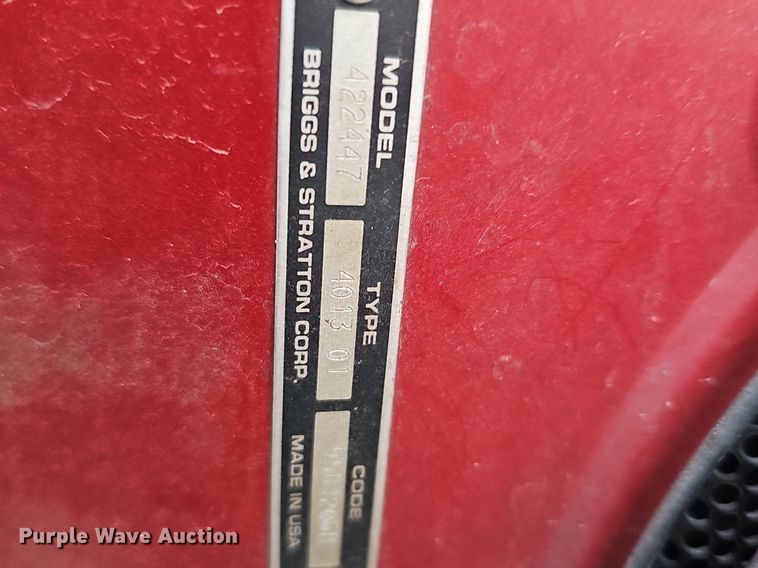 MODEL
422447
TYPE
4013 01
CODE
BRIGGS & STRATTON CORP.
MADE IN USA
Purple Wave Auction